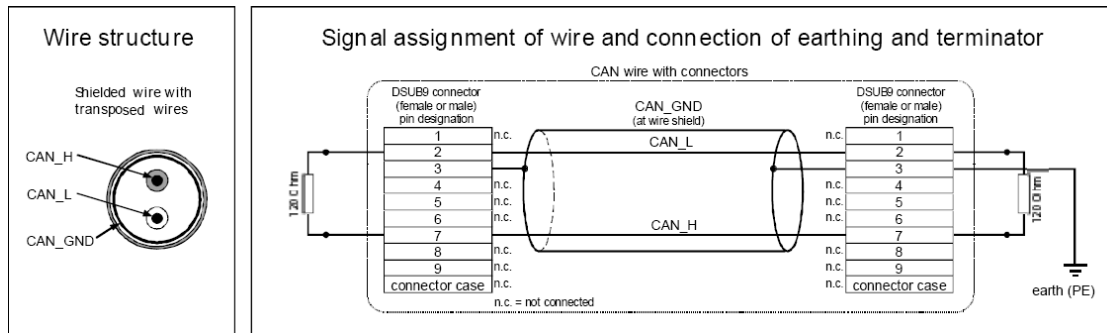 Wire structure
Shielded wire with
transposed wires
CAN_H
CAN_L
CAN_GND
Signal assignment of wire and connection of earthing and terminator
CAN wire with connectors
DSUB9 connector
(female or male)
pin designation
CAN_GND
(at wire shield)
DSUB9 connector
(female or male)
pin designation
1 n.c. n.c. 1
2 CAN_L 2
3 3
4 n.c. n.c. 4
5 n.c. n.c. 5
6 n.c. n.c. 6
7 CAN_H 7
8 n.c. n.c. 8
9 n.c. n.c. 9
connector case n.c. n.c. connector case
120 Ohm
120 Ohm
n.c. = not connected
earth (PE)